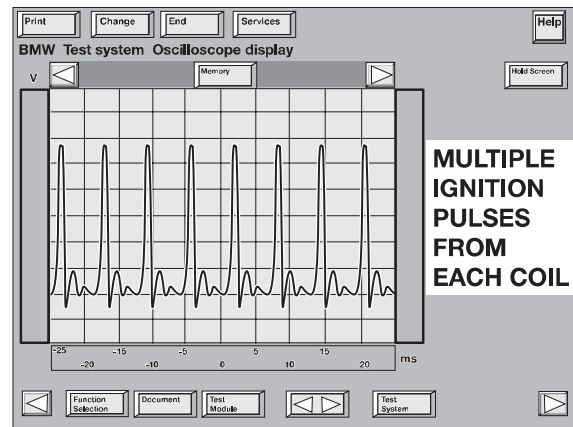 Print Change End Services Help
BMW Test system Oscilloscope display
V Memory Hold Screen
MULTIPLE
IGNITION
PULSES
FROM
EACH COIL
-25 -15 -5 5 15
-20 -10 0 10 20 ms
Function
Selection
Document
Test
Module
Test
System